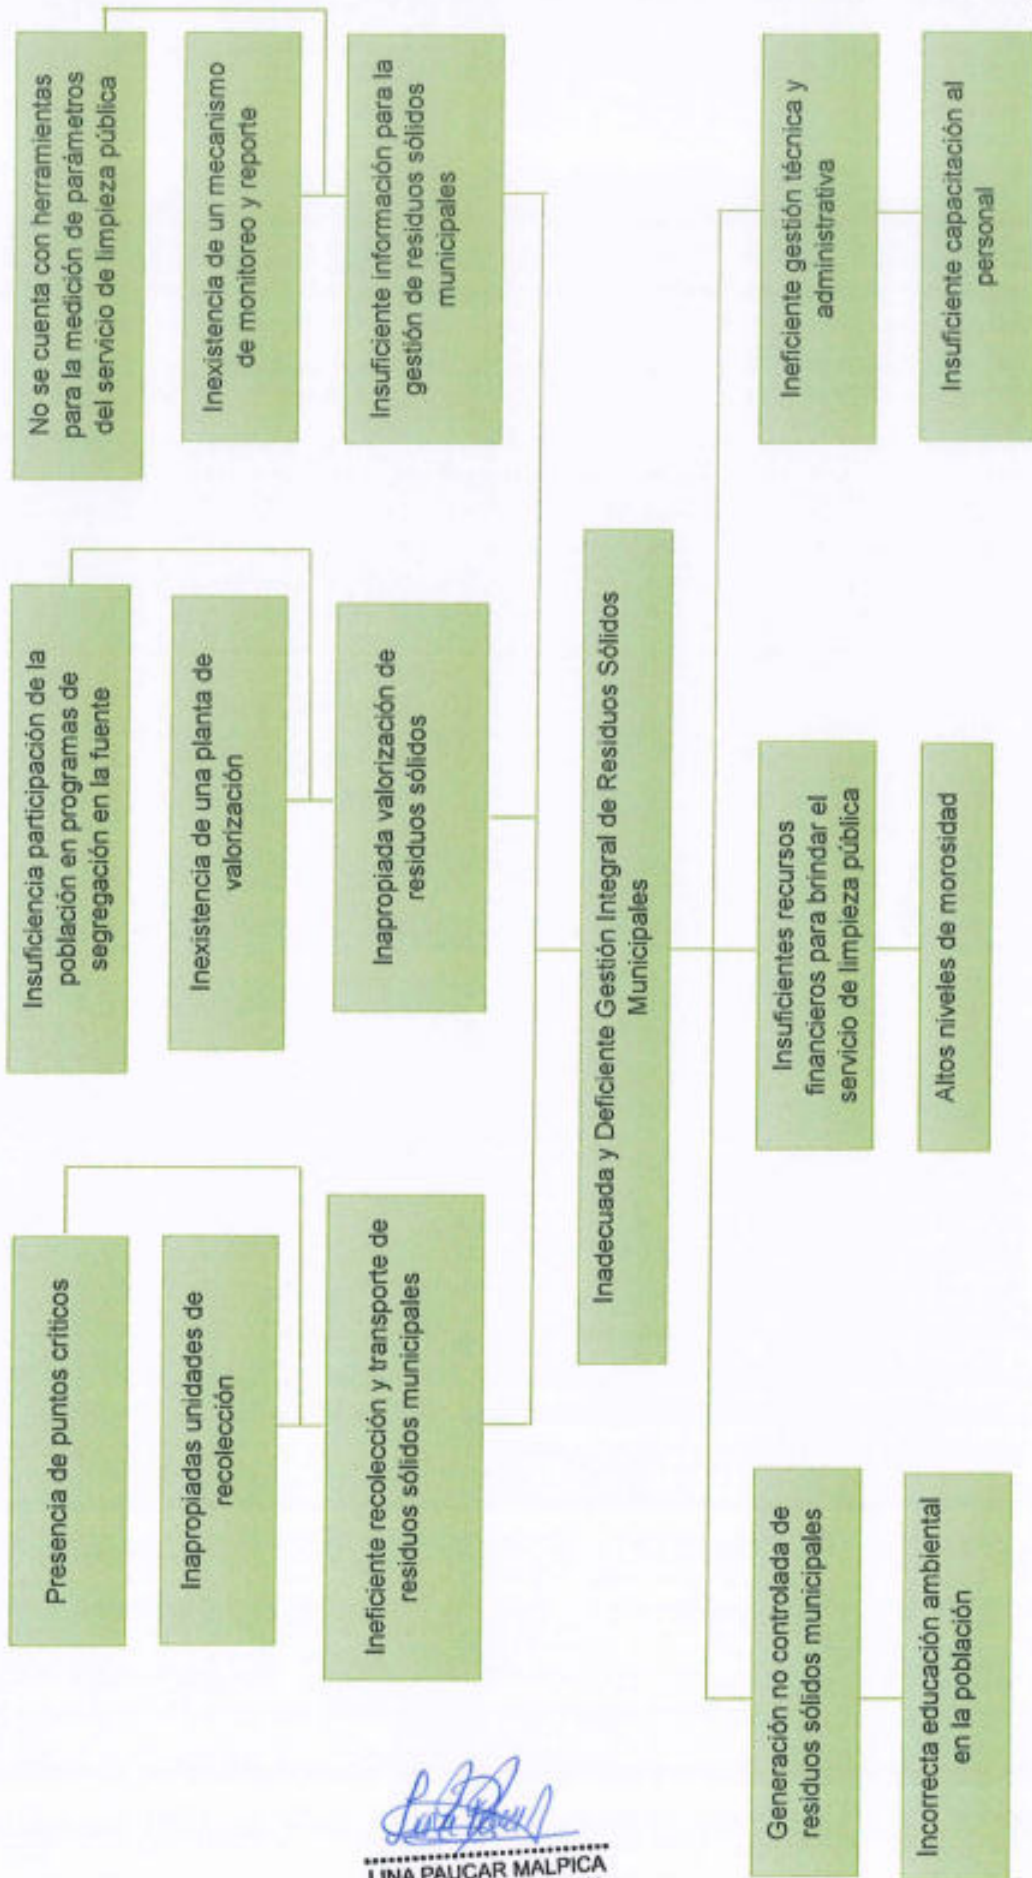 Presencia de puntos críticos
Inapropiadas unidades de
recolección
Ineficiente recolección y transporte de
residuos sólidos municipales
Insuficiencia participación de la
población en programas de
segregación en la fuente
Inexistencia de una planta de
valorización
Inapropiada valorización de
residuos sólidos
No se cuenta con herramientas
para la medición de parámetros
del servicio de limpieza pública
Inexistencia de un mecanismo
de monitoreo y reporte
Insuficiente información para la
gestión de residuos sólidos
municipales
Inadecuada y Deficiente Gestión Integral de Residuos Sólidos
Municipales
Generación no controlada de
residuos sólidos municipales
Incorrecta educación ambiental
en la población
Insuficientes recursos
financieros para brindar el
servicio de limpieza pública
Altos niveles de morosidad
Ineficiente gestión técnica y
administrativa
Insuficiente capacitación al
personal
LINA PAUCAR MALPICA